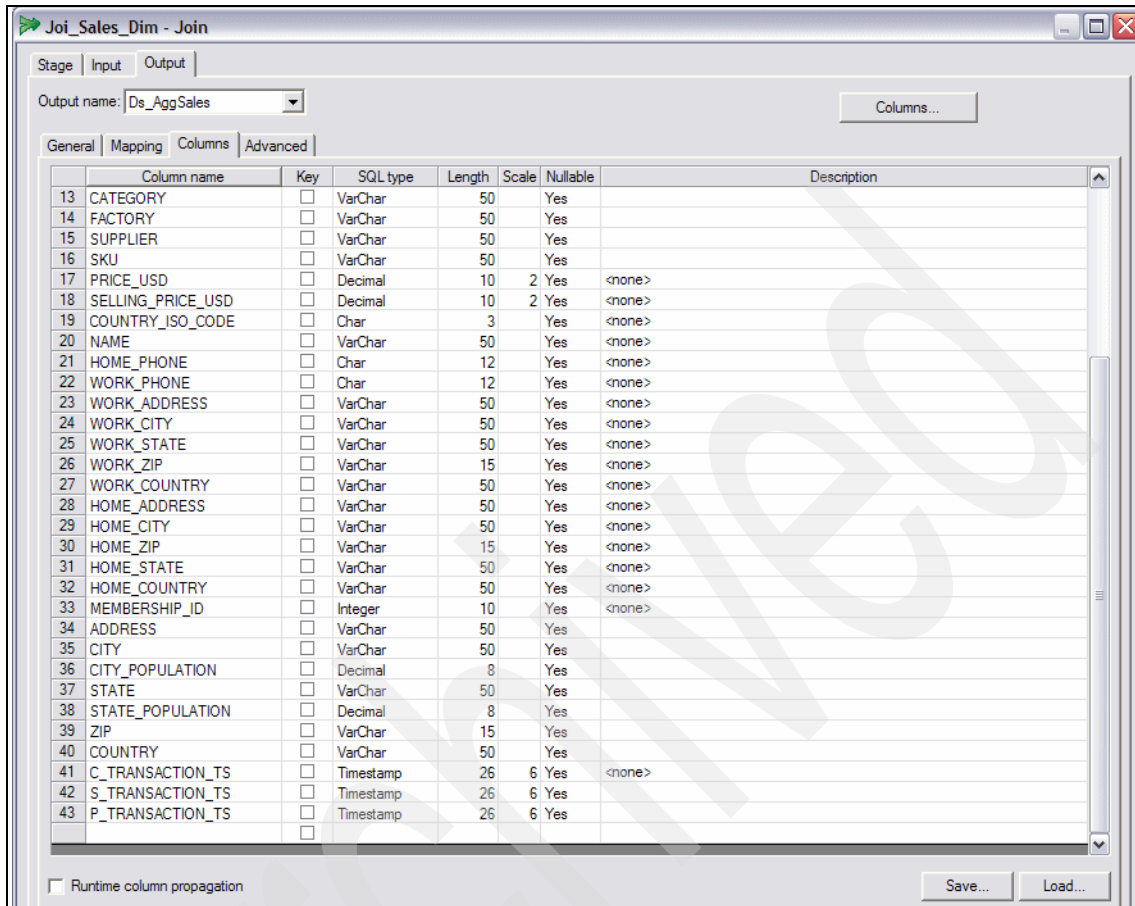 Joi_Sales_Dim - Join
Stage Input Output
Output name: Ds_AggSales Columns...
General Mapping Columns Advanced
Column name Key SQL type Length Scale Nullable Description
13 CATEGORY VarChar 50 Yes
14 FACTORY VarChar 50 Yes
15 SUPPLIER VarChar 50 Yes
16 SKU VarChar 50 Yes
17 PRICE_USD Decimal 10 2 Yes <none>
18 SELLING_PRICE_USD Decimal 10 2 Yes <none>
19 COUNTRY_ISO_CODE Char 3 Yes <none>
20 NAME VarChar 50 Yes <none>
21 HOME_PHONE Char 12 Yes <none>
22 WORK_PHONE Char 12 Yes <none>
23 WORK_ADDRESS VarChar 50 Yes <none>
24 WORK_CITY VarChar 50 Yes <none>
25 WORK_STATE VarChar 50 Yes <none>
26 WORK_ZIP VarChar 15 Yes <none>
27 WORK_COUNTRY VarChar 50 Yes <none>
28 HOME_ADDRESS VarChar 50 Yes <none>
29 HOME_CITY VarChar 50 Yes <none>
30 HOME_ZIP VarChar 15 Yes <none>
31 HOME_STATE VarChar 50 Yes <none>
32 HOME_COUNTRY VarChar 50 Yes <none>
33 MEMBERSHIP_ID Integer 10 Yes <none>
34 ADDRESS VarChar 50 Yes
35 CITY VarChar 50 Yes
36 CITY_POPULATION Decimal 8 Yes
37 STATE VarChar 50 Yes
38 STATE_POPULATION Decimal 8 Yes
39 ZIP VarChar 15 Yes
40 COUNTRY VarChar 50 Yes
41 C_TRANSACTION_TS Timestamp 26 6 Yes <none>
42 S_TRANSACTION_TS Timestamp 26 6 Yes
43 P_TRANSACTION_TS Timestamp 26 6 Yes
Runtime column propagation Save... Load...